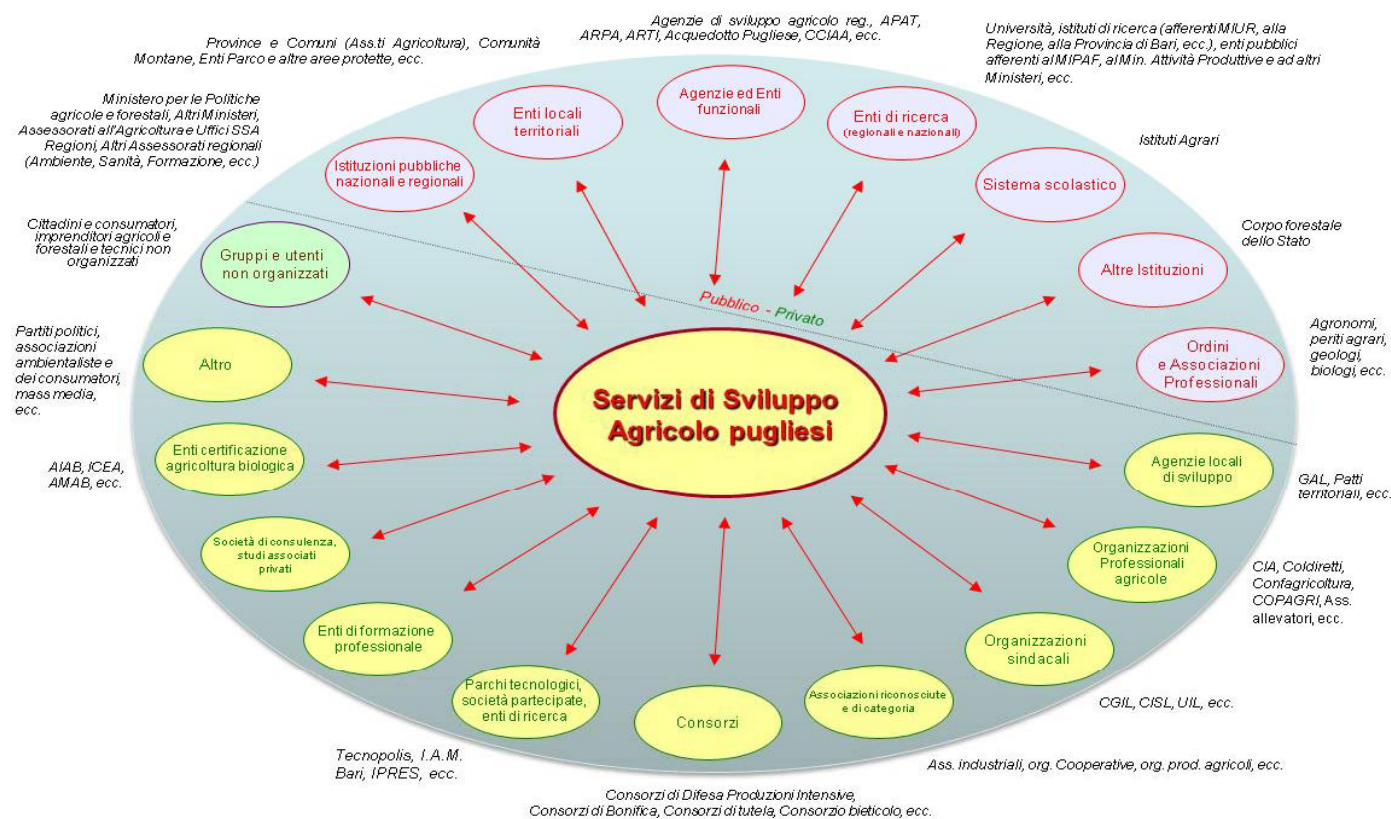 Agenzie di sviluppo agricolo reg., APAT,
ARPA, ARTI, Acquedotto Pugliese, CCIAA, ecc.
Università, istituti di ricerca (afferenti MIUR, alla
Regione, alla Provincia di Bari, ecc.), enti pubblici
afferenti al MIPAF, al Min. Attività Produttive e ad altri
Ministeri, ecc.
Province e Comuni (Ass.ti Agricoltura), Comunità
Montane, Enti Parco e altre aree protette, ecc.
Ministero per le Politiche
agricole e forestali, Altri Ministeri,
Assessorati all'Agricoltura e Uffici SSA
Regioni, Altri Assessorati regionali
(Ambiente, Sanità, Formazione, ecc.)
Enti locali
territoriali
Agenzie ed Enti
funzionali
Enti di ricerca
(regionali e nazionali)
Istituti Agrari
Istituzioni pubbliche
nazionali e regionali
Sistema scolastico
Cittadini e consumatori,
imprenditori agricoli e
forestali e tecnici non
organizzati
Gruppi e utenti
non organizzati
Corpo forestale
dello Stato
Altre Istituzioni
Pubblico - Privato
Partiti politici,
associazioni
ambientaliste e
dei consumatori,
mass media,
ecc.
Altro
Ordini
e Associazioni
Professionali
Agronomi,
periti agrari,
geologi,
biologi, ecc.
Servizi di Sviluppo
Agricolo pugliesi
Enti certificazione
agricoltura biologica
AIAB, ICEA,
AMAB, ecc.
Agenzie locali
di sviluppo
GAL, Patti
territoriali, ecc.
Società di consulenza,
studi associati
privati
Organizzazioni
Professionali
agricole
CIA, Coldiretti,
Confagricoltura,
COPAGRI, Ass.
allevatori, ecc.
Enti di formazione
professionale
Organizzazioni
sindacali
Parchi tecnologici,
società partecipate,
enti di ricerca
Consorzi
Associazioni riconosciute
e di categoria
CGIL, CISL, UIL, ecc.
Tecnopolis, I.A.M.
Bari, IPRES, ecc.
Ass. industriali, org. Cooperative, org. prod. agricoli, ecc.
Consorzi di Difesa Produzioni Intensive,
Consorzi di Bonifica, Consorzi di tutela, Consorzio bieticolo, ecc.